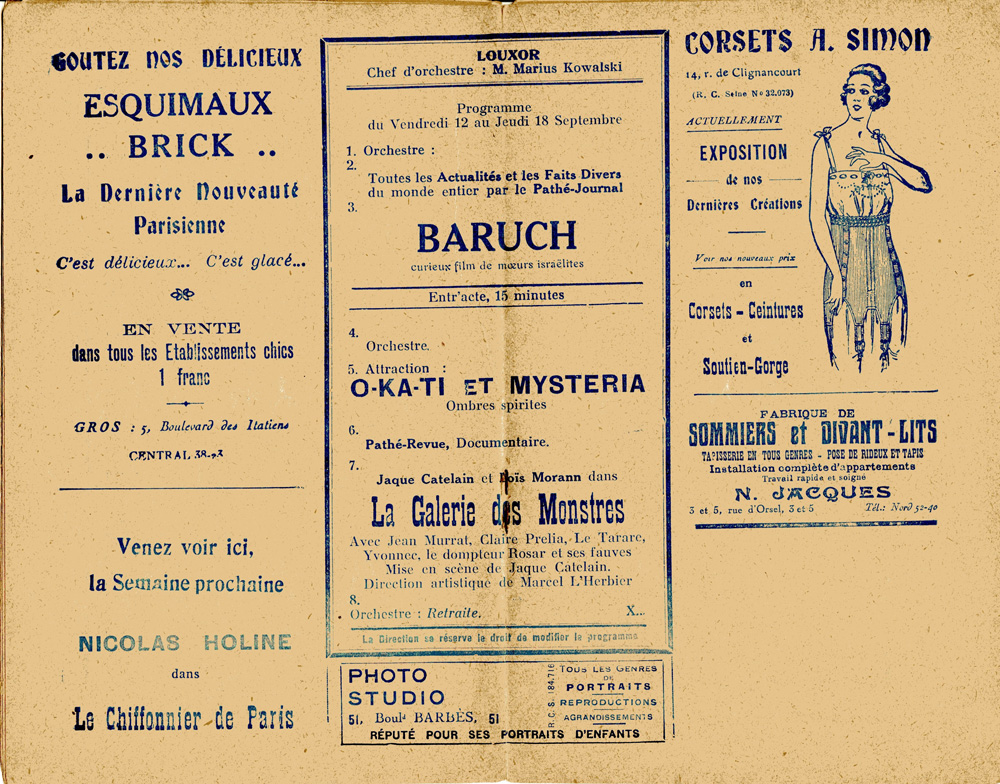 GOUTEZ NOS DÉLICIEUX
ESQUIMAUX
.. BRICK ..
La Dernière Nouveauté
Parisienne
C'est délicieux... C'est glacé...
EN VENTE
dans tous les Etablissements chics
1 franc
GROS : 5, Boulevard des Italiens
CENTRAL 38-93
Venez voir ici,
la Semaine prochaine
NICOLAS HOLINE
dans
Le Chiffonnier de Paris
LOUXOR
Chef d'orchestre : M. Marius Kowalski
Programme
du Vendredi 12 au Jeudi 18 Septembre
1. Orchestre :
2.
Toutes les Actualités et les Faits Divers
du monde entier par le Pathé-Journal
3.
BARUCH
curieux film de mœurs israëlites
Entr'acte, 15 minutes
4.
Orchestre.
5. Attraction :
O-KA-TI ET MYSTERIA
Ombres spirites
6.
Pathé-Revue, Documentaire.
7.
Jaque Catelain et Loïs Morann dans
La Galerie des Monstres
Avec Jean Murrat, Claire Prelia, Le Tarare,
Yvonnec, le dompteur Rosar et ses fauves
Mise en scène de Jaque Catelain.
Direction artistique de Marcel L'Herbier
8.
Orchestre : Retraite. X...
La Direction se réserve le droit de modifier le programme
PHOTO
STUDIO
51, Boulᵈ BARBÈS, 51
R.C.S. 184.716
TOUS LES GENRES
DE
PORTRAITS
REPRODUCTIONS
AGRANDISSEMENTS
RÉPUTÉ POUR SES PORTRAITS D'ENFANTS
CORSETS A. SIMON
14, r. de Clignancourt
(R. C. Seine Nº 32.073)
ACTUELLEMENT
EXPOSITION
de nos
Dernières Créations
Voir nos nouveaux prix
en
Corsets - Ceintures
et
Soutien-Gorge
FABRIQUE DE
SOMMIERS et DIVANT-LITS
TAPISSERIE EN TOUS GENRES - POSE DE RIDEUX ET TAPIS
Installation complète d'appartements
Travail rapide et soigné
N. JACQUES
3 et 5, rue d'Orsel, 3 et 5 Tél.: Nord 52-40